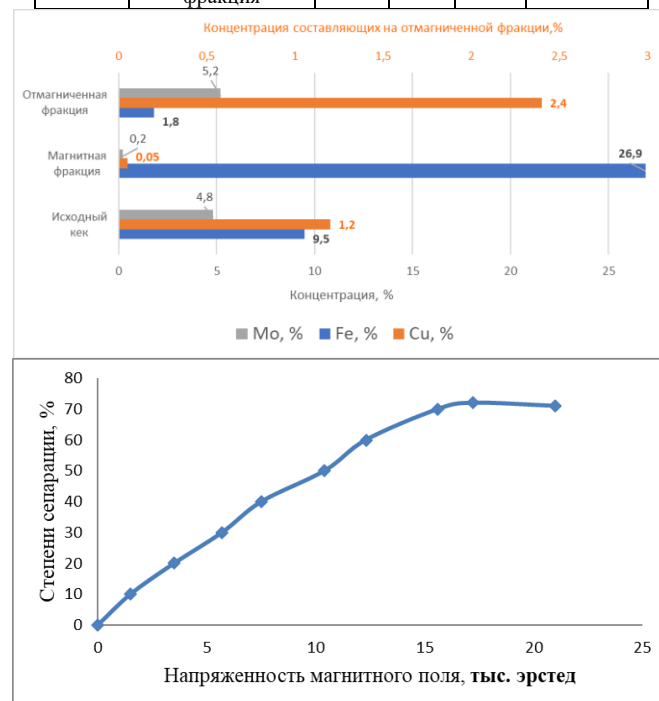 фракция
Концентрация составляющих на отмагниченной фракции,%
0 0,5 1 1,5 2 2,5 3
Отмагниченная
фракция
5,2
2,4
1,8
Магнитная
фракция
0,2
0,05
26,9
Исходный
кек
4,8
1,2
9,5
0 5 10 15 20 25
Концентрация, %
Mo, % Fe, % Cu, %
Степени сепарации, %
80
70
60
50
40
30
20
10
0
0 5 10 15 20 25
Напряженность магнитного поля, тыс. эрстед